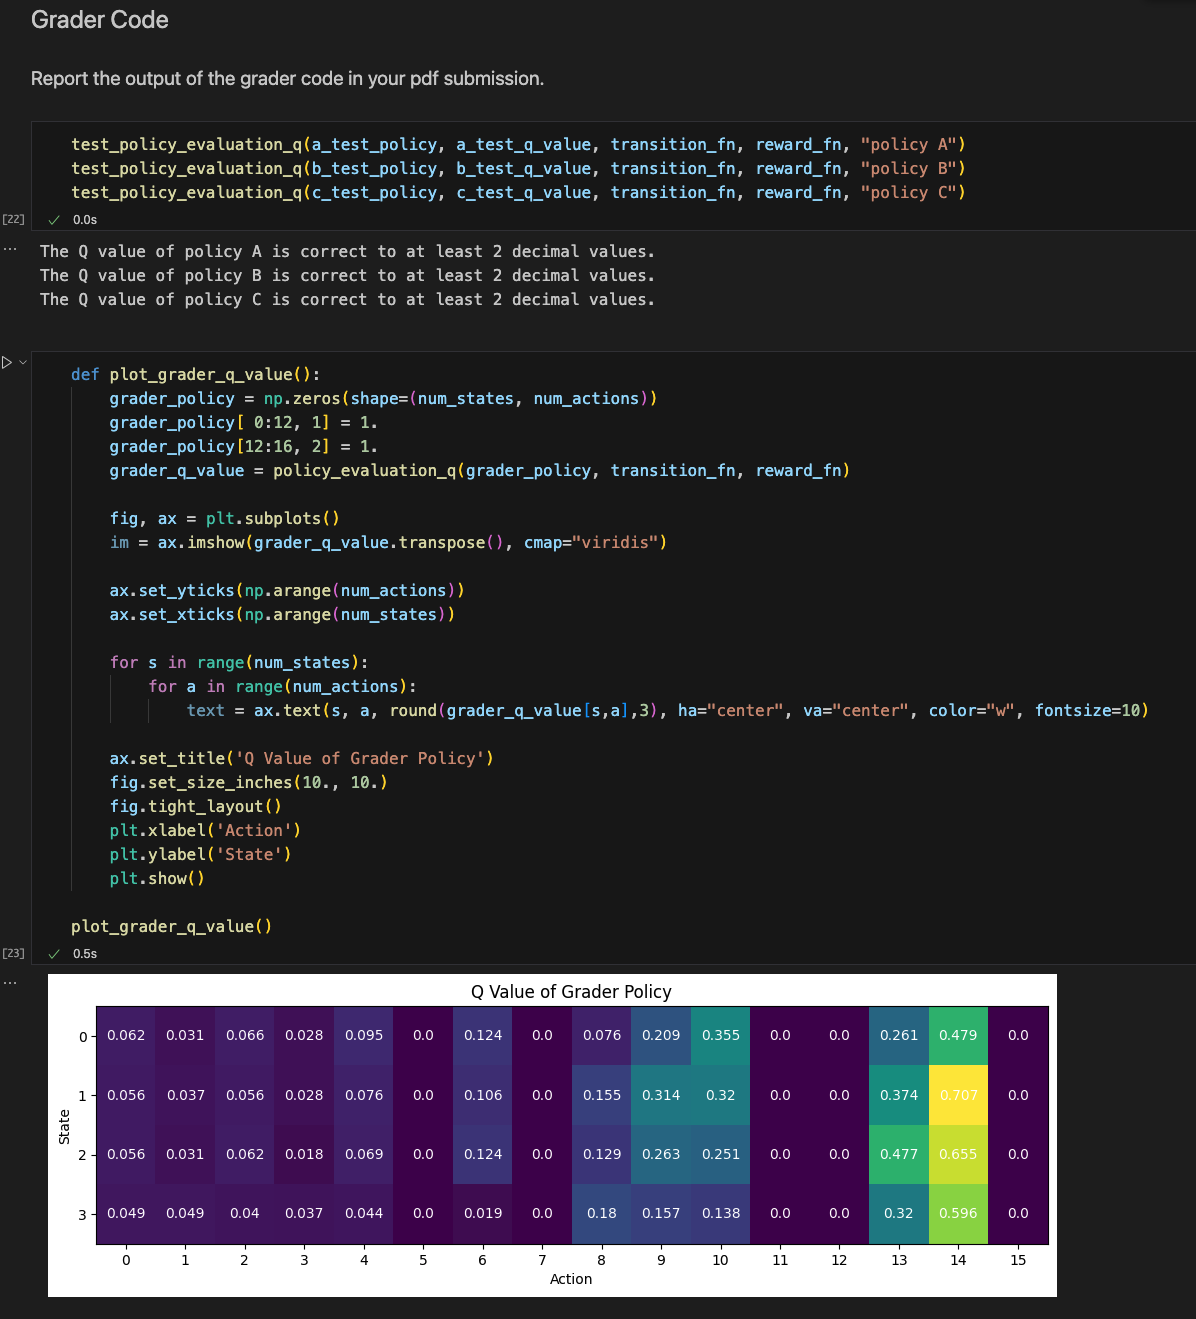 Grader Code
Report the output of the grader code in your pdf submission.
test_policy_evaluation_q(a_test_policy, a_test_q_value, transition_fn, reward_fn, "policy A")
test_policy_evaluation_q(b_test_policy, b_test_q_value, transition_fn, reward_fn, "policy B")
test_policy_evaluation_q(c_test_policy, c_test_q_value, transition_fn, reward_fn, "policy C")
[22] ✓ 0.0s
... The Q value of policy A is correct to at least 2 decimal values.
The Q value of policy B is correct to at least 2 decimal values.
The Q value of policy C is correct to at least 2 decimal values.
def plot_grader_q_value():
    grader_policy = np.zeros(shape=(num_states, num_actions))
    grader_policy[ 0:12, 1] = 1.
    grader_policy[12:16, 2] = 1.
    grader_q_value = policy_evaluation_q(grader_policy, transition_fn, reward_fn)
    fig, ax = plt.subplots()
    im = ax.imshow(grader_q_value.transpose(), cmap="viridis")
    ax.set_yticks(np.arange(num_actions))
    ax.set_xticks(np.arange(num_states))
    for s in range(num_states):
        for a in range(num_actions):
            text = ax.text(s, a, round(grader_q_value[s,a],3), ha="center", va="center", color="w", fontsize=10)
    ax.set_title('Q Value of Grader Policy')
    fig.set_size_inches(10., 10.)
    fig.tight_layout()
    plt.xlabel('Action')
    plt.ylabel('State')
    plt.show()
plot_grader_q_value()
[23] ✓ 0.5s
...
Q Value of Grader Policy
0 0.062 0.031 0.066 0.028 0.095 0.0 0.124 0.0 0.076 0.209 0.355 0.0 0.0 0.261 0.479 0.0
1 0.056 0.037 0.056 0.028 0.076 0.0 0.106 0.0 0.155 0.314 0.32 0.0 0.0 0.374 0.707 0.0
State
2 0.056 0.031 0.062 0.018 0.069 0.0 0.124 0.0 0.129 0.263 0.251 0.0 0.0 0.477 0.655 0.0
3 0.049 0.049 0.04 0.037 0.044 0.0 0.019 0.0 0.18 0.157 0.138 0.0 0.0 0.32 0.596 0.0
0 1 2 3 4 5 6 7 8 9 10 11 12 13 14 15
Action